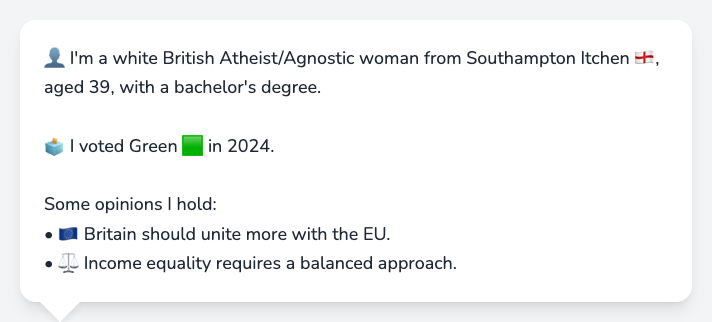 👤 I'm a white British Atheist/Agnostic woman from Southampton Itchen 🏴󠁧󠁢󠁥󠁮󠁧󠁿,
aged 39, with a bachelor's degree.
🗳️ I voted Green 🟩 in 2024.
Some opinions I hold:
• 🇪🇺 Britain should unite more with the EU.
• ⚖️ Income equality requires a balanced approach.